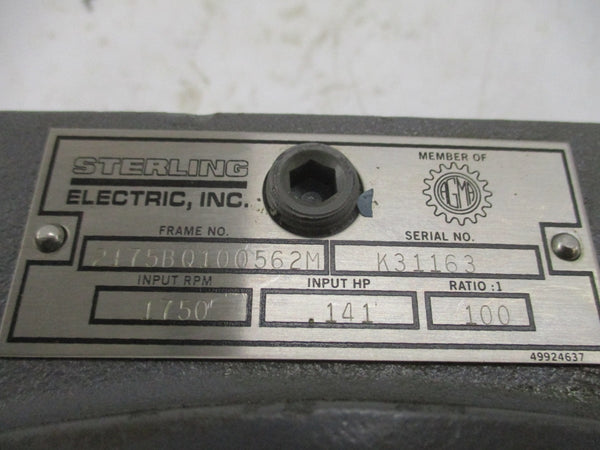 STERLING
ELECTRIC, INC.
MEMBER OF
AGMA
FRAME NO.
2175BQ100562M
SERIAL NO.
K31163
INPUT RPM
1750
INPUT HP
.141
RATIO :1
100
49924637